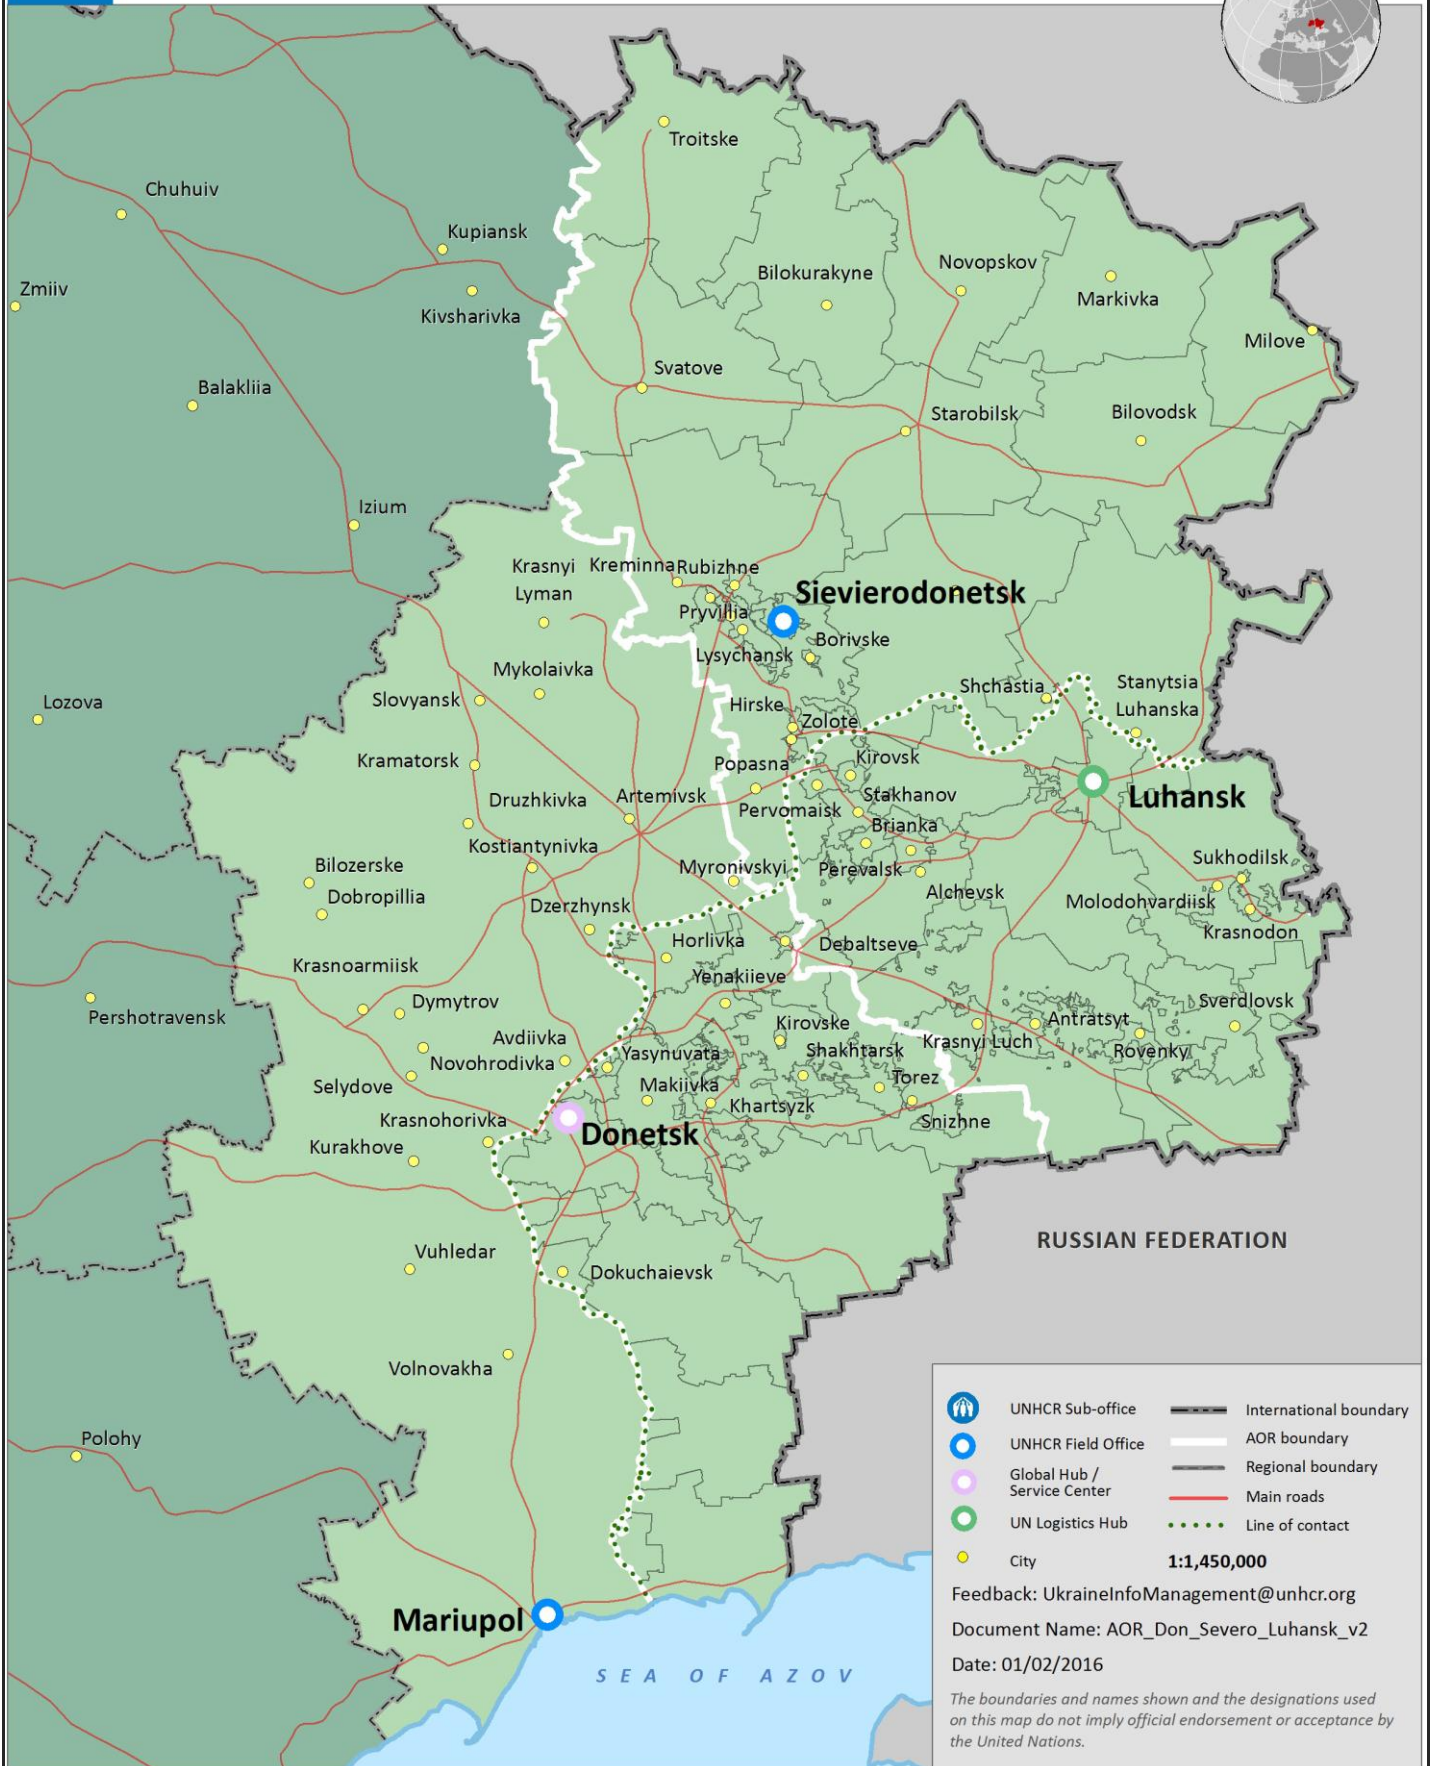 Troitske
Chuhuiv
Kupiansk
Bilokurakyne
Novopskov
Markivka
Zmiiv
Kivsharivka
Milove
Svatove
Balakliia
Starobilsk
Bilovodsk
Izium
Krasnyi
Lyman
Kreminna
Rubizhne
Sievierodonetsk
Pryvillia
Borivske
Lysychansk
Mykolaivka
Slovyansk
Shchastia
Stanytsia
Luhanska
Lozova
Hirske
Zolote
Kramatorsk
Popasna
Kirovsk
Luhansk
Druzhkivka
Artemivsk
Stakhanov
Pervomaisk
Brianka
Kostiantynivka
Bilozerske
Myronivskyi
Perevalsk
Sukhodilsk
Dobropillia
Dzerzhynsk
Alchevsk
Molodohvardiisk
Krasnodon
Horlivka
Debaltseve
Krasnoarmiisk
Yenakiieve
Dymytrov
Sverdlovsk
Pershotravensk
Kirovske
Antratsyt
Avdiivka
Krasnyi Luch
Novohrodivka
Yasynuvata
Shakhtarsk
Rovenky
Selydove
Makiivka
Torez
Krasnohorivka
Khartsyzk
Snizhne
Donetsk
Kurakhove
RUSSIAN FEDERATION
Vuhledar
Dokuchaievsk
Volnovakha
Polohy
Mariupol
SEA OF AZOV
UNHCR Sub-office
International boundary
UNHCR Field Office
AOR boundary
Global Hub /
Service Center
Regional boundary
Main roads
UN Logistics Hub
Line of contact
City
1:1,450,000
Feedback: UkraineInfoManagement@unhcr.org
Document Name: AOR_Don_Severo_Luhansk_v2
Date: 01/02/2016
The boundaries and names shown and the designations used
on this map do not imply official endorsement or acceptance by
the United Nations.